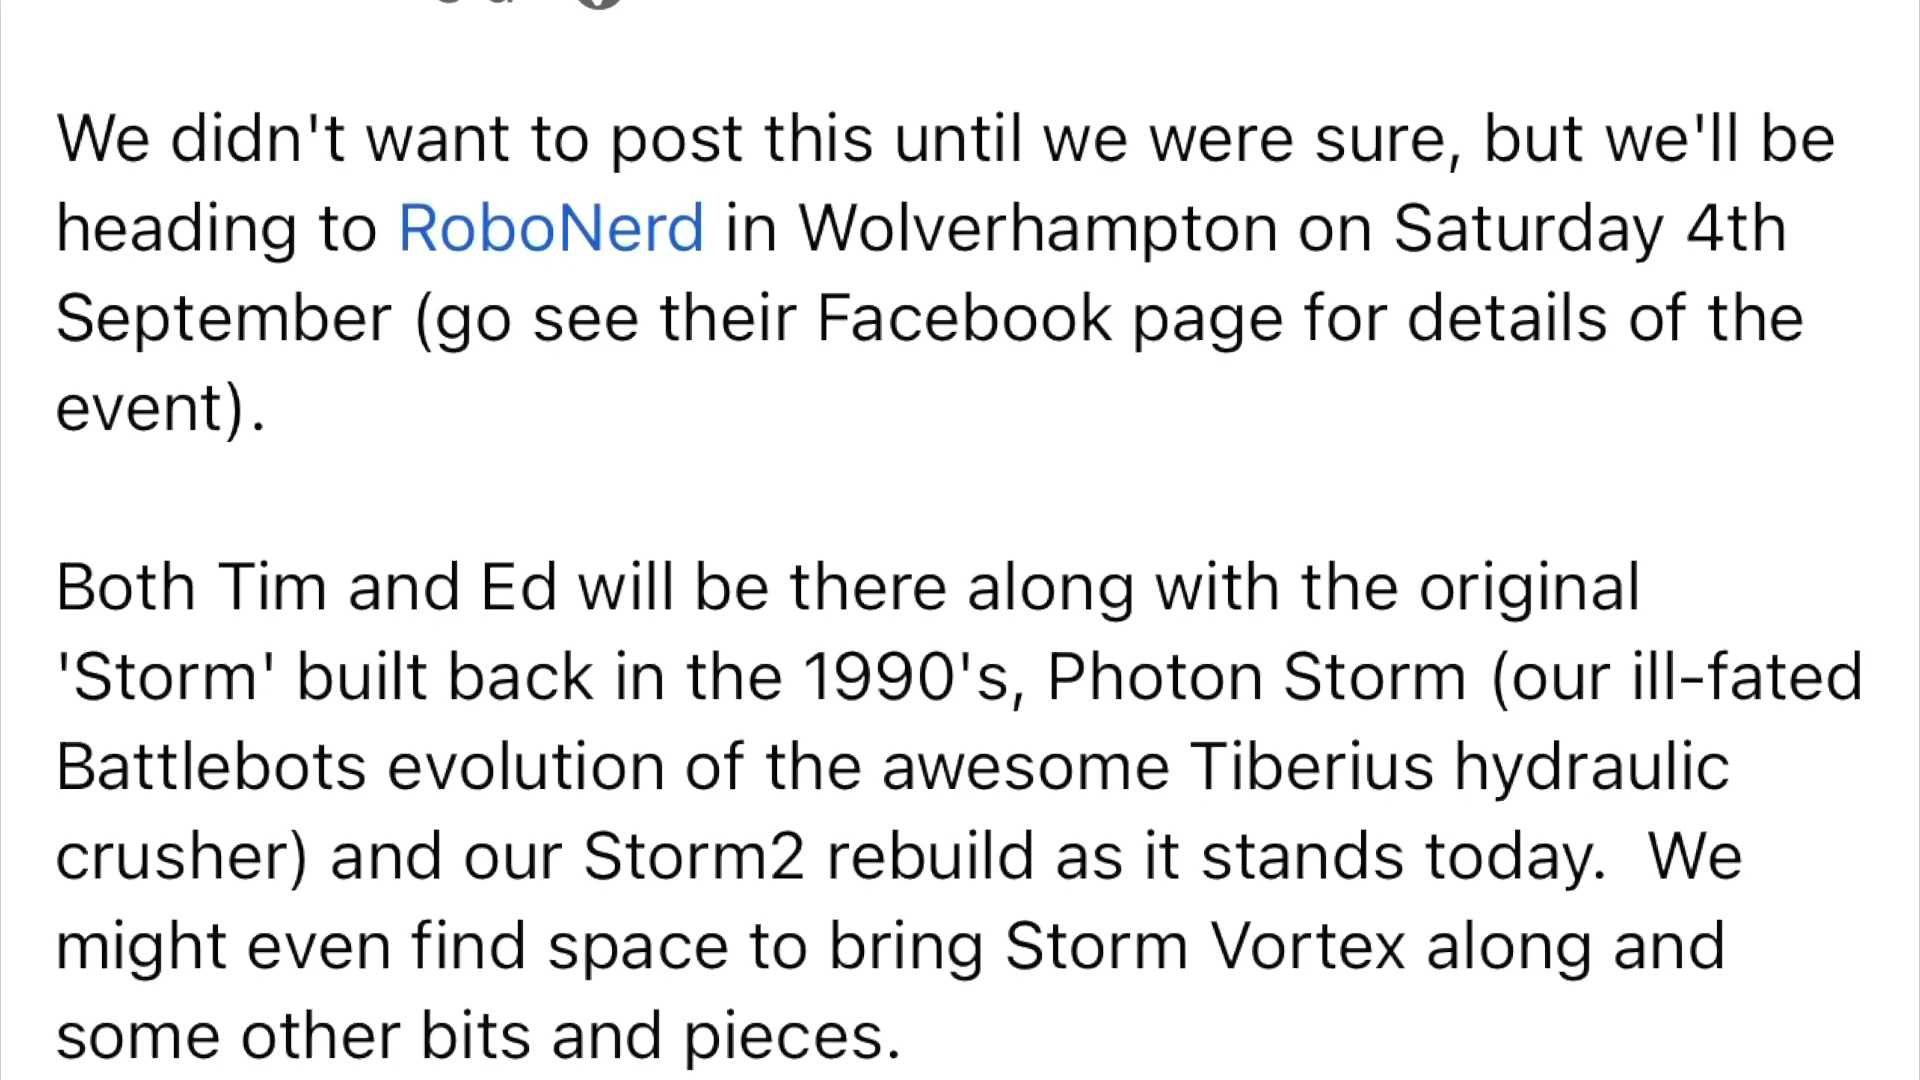 We didn't want to post this until we were sure, but we'll be
heading to RoboNerd in Wolverhampton on Saturday 4th
September (go see their Facebook page for details of the
event).
Both Tim and Ed will be there along with the original
'Storm' built back in the 1990's, Photon Storm (our ill-fated
Battlebots evolution of the awesome Tiberius hydraulic
crusher) and our Storm2 rebuild as it stands today.  We
might even find space to bring Storm Vortex along and
some other bits and pieces.